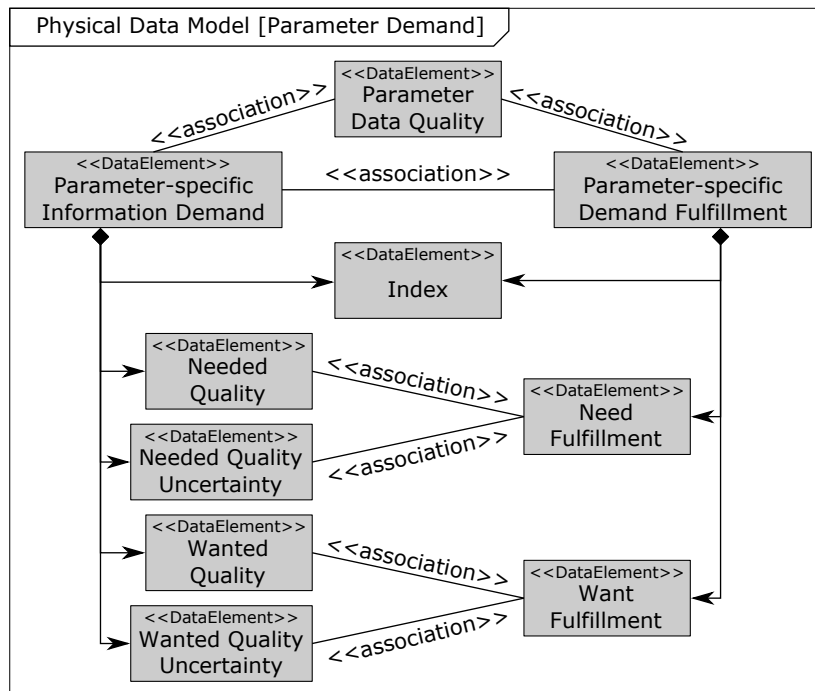 Physical Data Model [Parameter Demand]
<<DataElement>>
Parameter
Data Quality
<<association>>
<<association>>
<<DataElement>>
Parameter-specific
Information Demand
<<association>>
<<DataElement>>
Parameter-specific
Demand Fulfillment
<<DataElement>>
Index
<<DataElement>>
Needed
Quality
<<association>>
<<DataElement>>
Need
Fulfillment
<<DataElement>>
Needed Quality
Uncertainty
<<association>>
<<DataElement>>
Wanted
Quality
<<association>>
<<DataElement>>
Want
Fulfillment
<<DataElement>>
Wanted Quality
Uncertainty
<<association>>